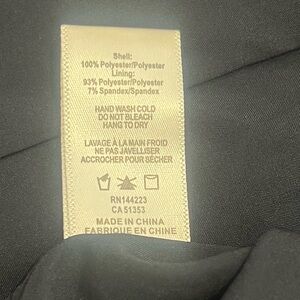 Shell:
100% Polyester/Polyester
Lining:
93% Polyester/Polyester
7% Spandex/Spandex
HAND WASH COLD
DO NOT BLEACH
HANG TO DRY
LAVAGE À LA MAIN FROID
NE PAS JAVELLISER
ACCROCHER POUR SÉCHER
RN144223
CA 51353
MADE IN CHINA
FABRIQUE EN CHINE